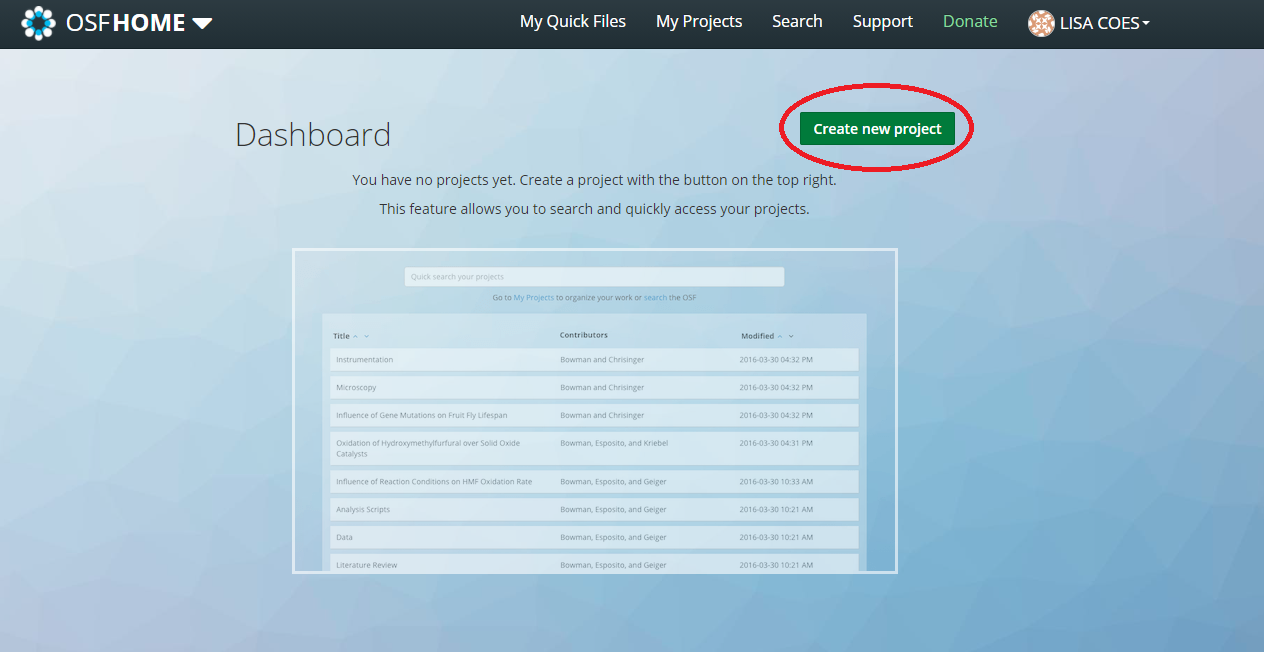 OSFHOME My Quick Files My Projects Search Support Donate LISA COES
Dashboard
Create new project
You have no projects yet. Create a project with the button on the top right.
This feature allows you to search and quickly access your projects.
Quick search your projects
Go to My Projects to organize your work or search the OSF
Title Contributors Modified
Instrumentation Bowman and Chrisinger 2016-03-30 04:32 PM
Microscopy Bowman and Chrisinger 2016-03-30 04:32 PM
Influence of Gene Mutations on Fruit Fly Lifespan Bowman and Chrisinger 2016-03-30 04:32 PM
Oxidation of Hydroxymethylfurfural over Solid Oxide Bowman, Esposito, and Kriebel 2016-03-30 04:31 PM
Catalysts
Influence of Reaction Conditions on HMF Oxidation Rate Bowman, Esposito, and Geiger 2016-03-30 10:33 AM
Analysis Scripts Bowman, Esposito, and Geiger 2016-03-30 10:21 AM
Data Bowman, Esposito, and Geiger 2016-03-30 10:21 AM
Literature Review Bowman, Esposito, and Geiger 2016-03-30 10:21 AM